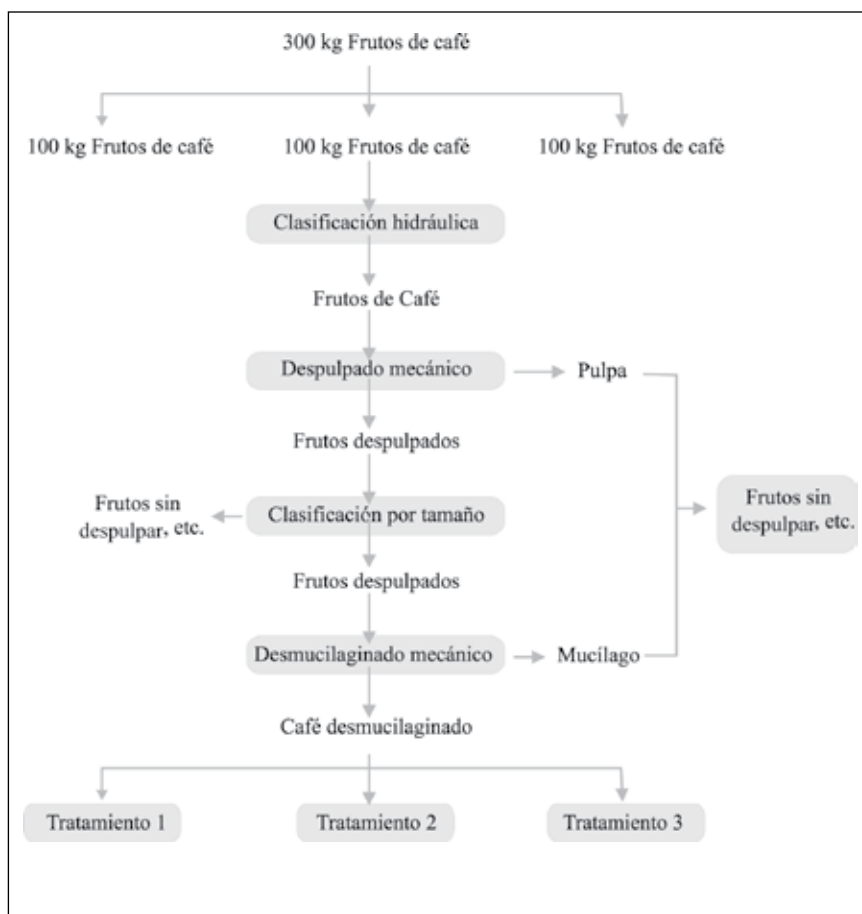 300 kg Frutos de café
100 kg Frutos de café
100 kg Frutos de café
100 kg Frutos de café
Clasificación hidráulica
Frutos de Café
Despulpado mecánico
Pulpa
Frutos despulpados
Frutos sin
despulpar, etc.
Clasificación por tamaño
Frutos sin
despulpar, etc.
Frutos despulpados
Desmucilaginado mecánico
Mucílago
Café desmucilaginado
Tratamiento 1
Tratamiento 2
Tratamiento 3